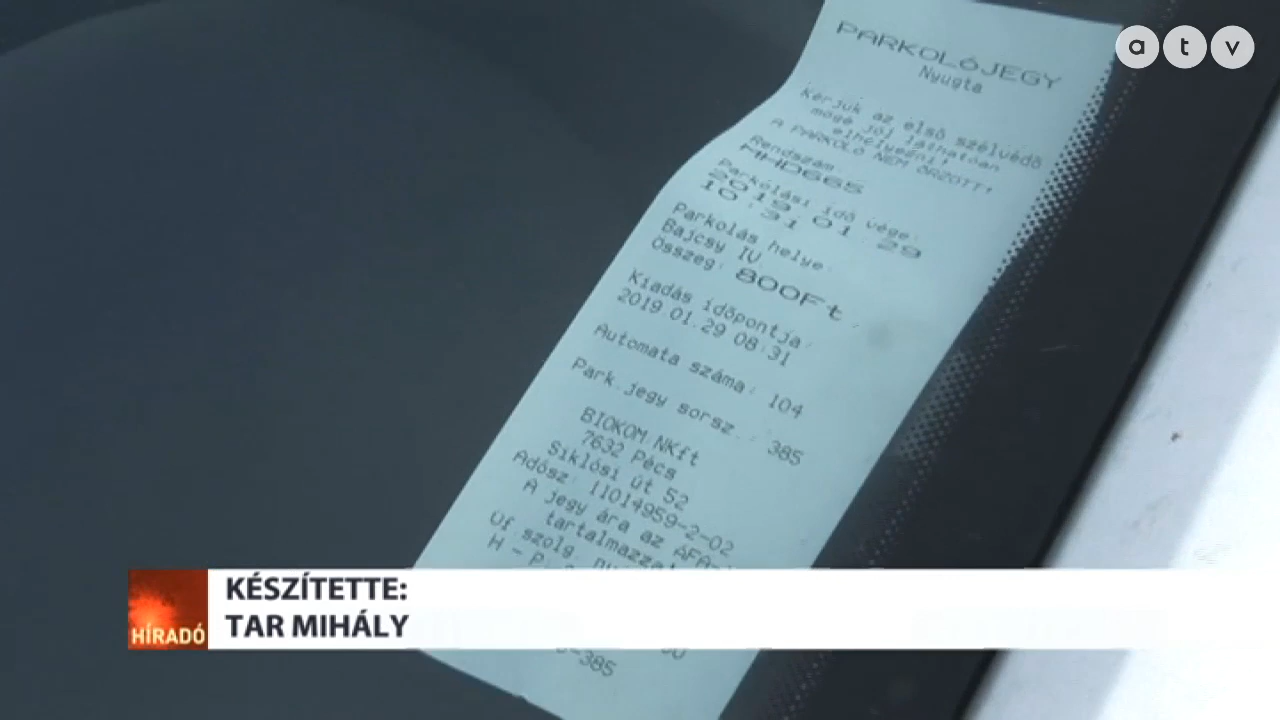 a t v
PARKOLÓJEGY
Nyugta
Kérjük az első szélvédő
mögé jól láthatóan
elhelyezni!
A PARKOLÓ NEM ŐRZÖTT!
Rendszám:
Parkolási idő vége:
2019.01.29
10:31
Parkolás helye:
Bajcsy IV.
Összeg: 800Ft.
Kiadás időpontja:
2019.01.29 08:31
Automata száma: 104
Park.jegy sorsz.: 385
BIOKOM NKft
7632 Pécs
Siklósi út 52
Adósz: 11014959-2-02
A jegy ára az ÁFA-
tartalmazza!
Üf.szolg.
H - P
-385
HÍRADÓ
KÉSZÍTETTE:
TAR MIHÁLY